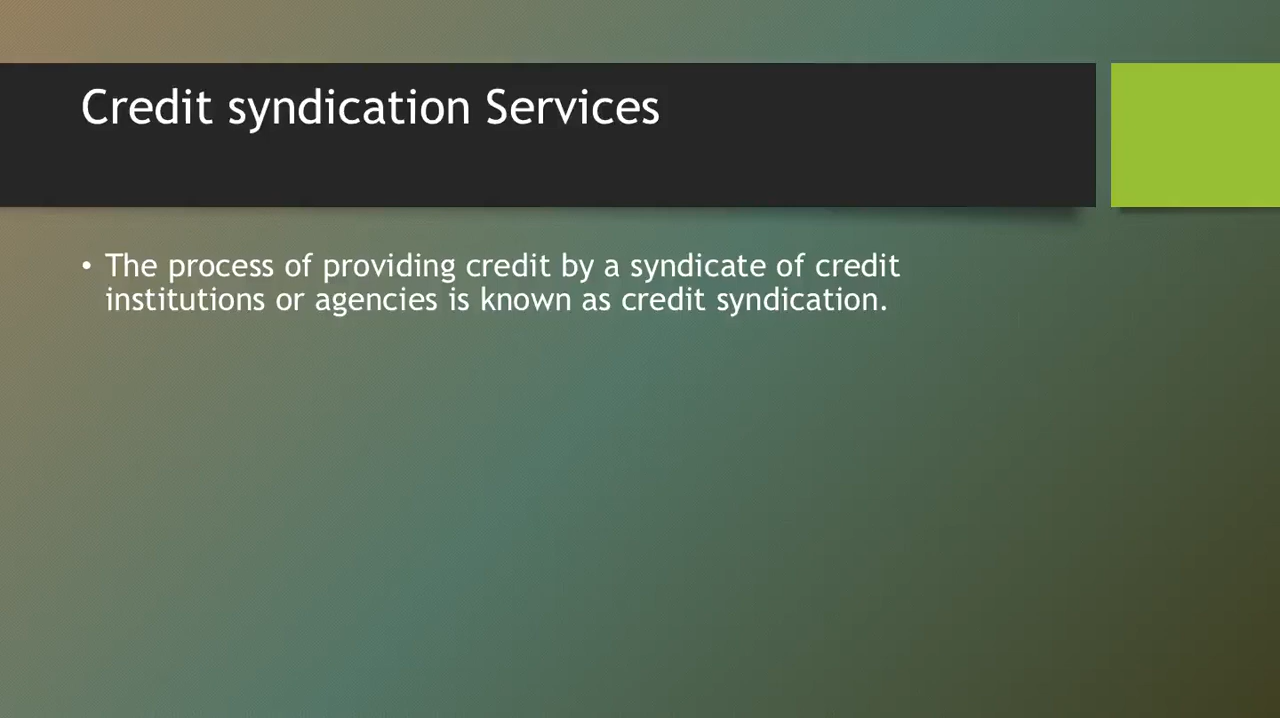 Credit syndication Services
• The process of providing credit by a syndicate of credit
institutions or agencies is known as credit syndication.